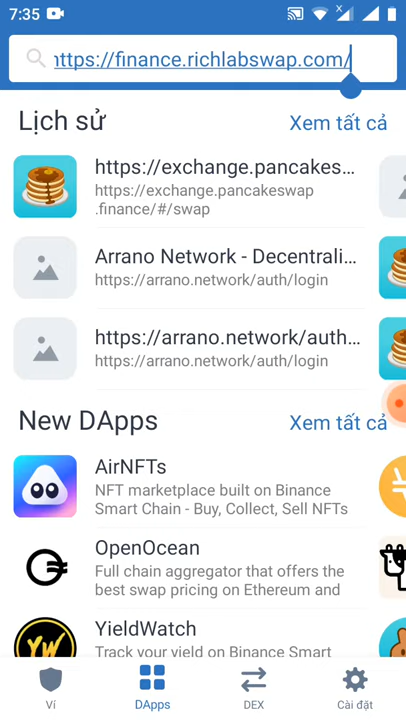 7:35
https://finance.richlabswap.com/
Lịch sử
Xem tất cả
https://exchange.pancakes...
https://exchange.pancakeswap
.finance/#/swap
Arrano Network - Decentrali...
https://arrano.network/auth/login
https://arrano.network/auth...
https://arrano.network/auth/login
New DApps
Xem tất cả
AirNFTs
NFT marketplace built on Binance
Smart Chain - Buy, Collect, Sell NFTs
OpenOcean
Full chain aggregator that offers the
best swap pricing on Ethereum and
YieldWatch
YW
Track your yield on Binance Smart
Ví
DApps
DEX
Cài đặt